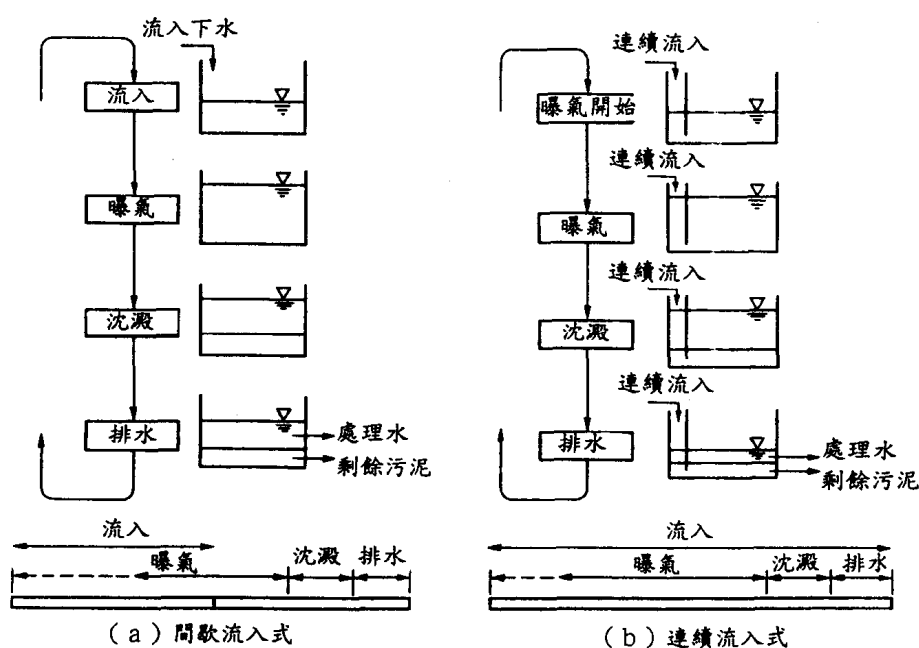 流入下水
流入
曝氣
沈澱
排水
處理水
剩餘污泥
流入
曝氣
沈澱
排水
(a) 間歇流入式
連續流入
曝氣開始
連續流入
曝氣
連續流入
沈澱
連續流入
排水
處理水
剩餘污泥
流入
曝氣
沈澱
排水
(b) 連續流入式